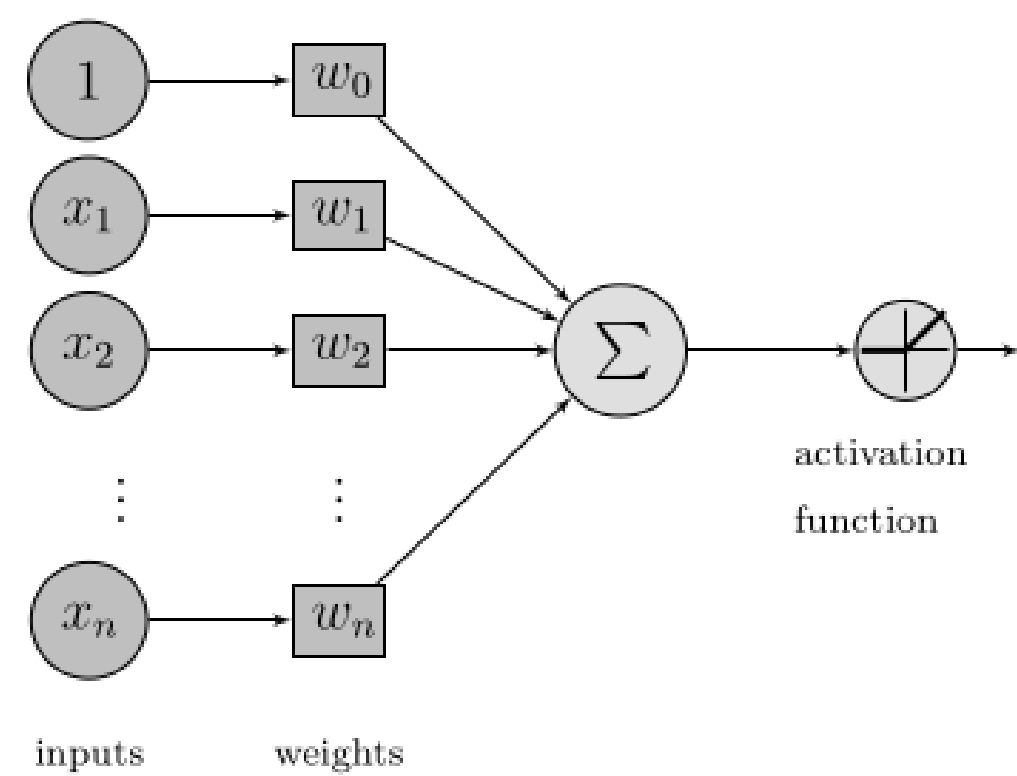 1 w₀
x₁ w₁
x₂ w₂
Σ
⋮ ⋮
activation
function
xₙ wₙ
inputs weights